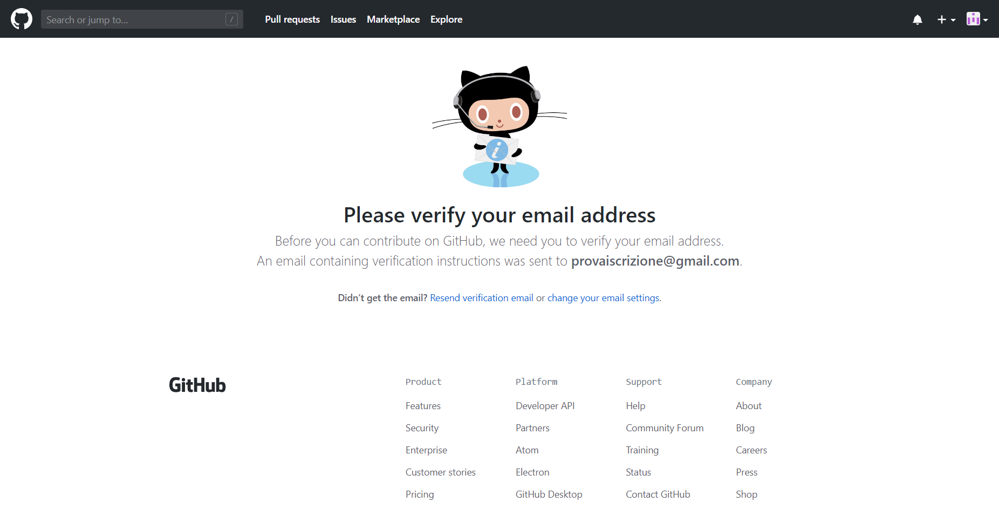 Search or jump to...
/
Pull requests Issues Marketplace Explore
i
Please verify your email address
Before you can contribute on GitHub, we need you to verify your email address.
An email containing verification instructions was sent to provaiscrizione@gmail.com.
Didn’t get the email? Resend verification email or change your email settings.
GitHub
Product
Features
Security
Enterprise
Customer stories
Pricing
Platform
Developer API
Partners
Atom
Electron
GitHub Desktop
Support
Help
Community Forum
Training
Status
Contact GitHub
Company
About
Blog
Careers
Press
Shop